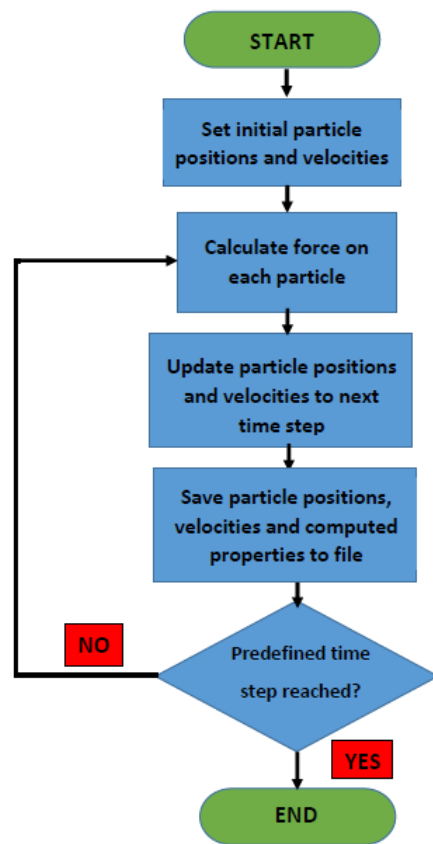 START
Set initial particle
positions and velocities
Calculate force on
each particle
Update particle positions
and velocities to next
time step
Save particle positions,
velocities and computed
properties to file
NO
Predefined time
step reached?
YES
END